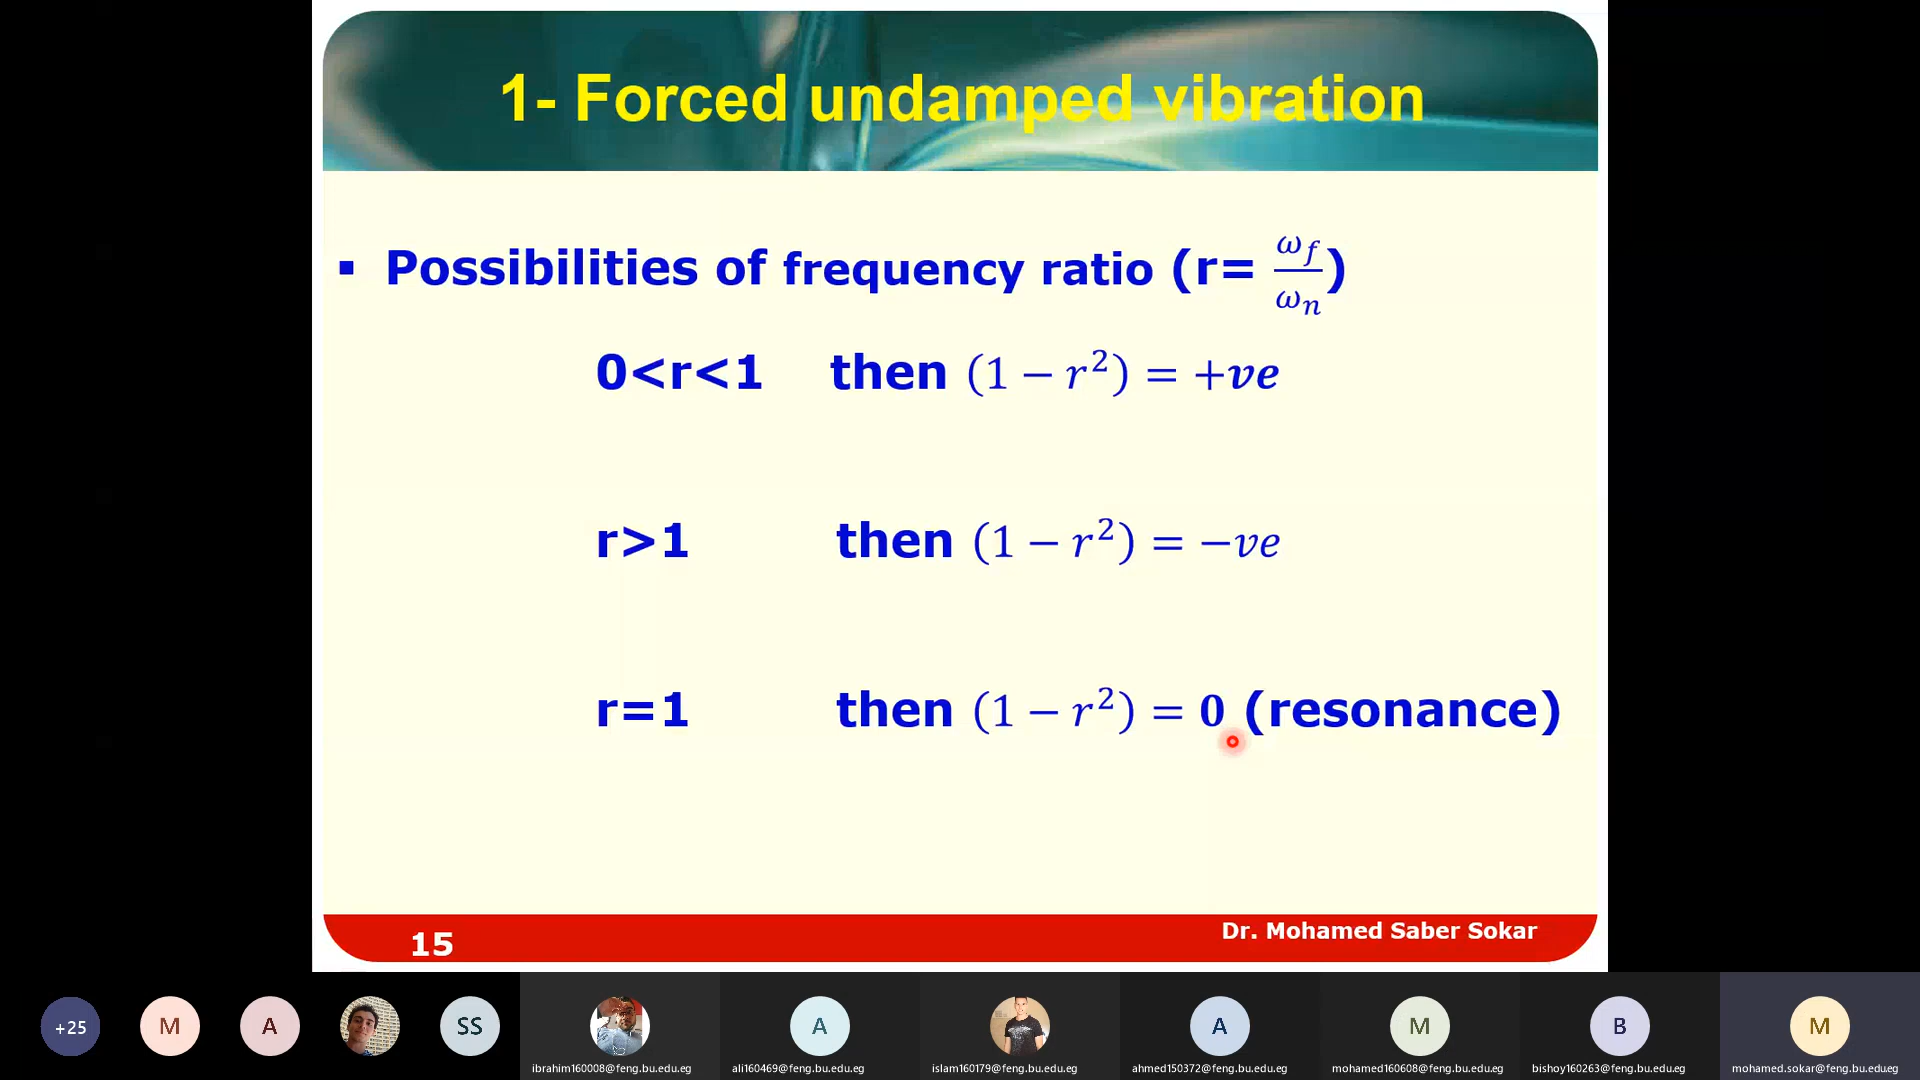 1- Forced undamped vibration
▪ Possibilities of frequency ratio (r= ω_f/ω_n)
0<r<1 then (1 − r²) = +ve
r>1 then (1 − r²) = −ve
r=1 then (1 − r²) = 0 (resonance)
15
Dr. Mohamed Saber Sokar
+25
M
A
SS
A
A
M
B
M
ibrahim160008@feng.bu.edu.eg
ali160469@feng.bu.edu.eg
islam160179@feng.bu.edu.eg
ahmed150372@feng.bu.edu.eg
mohamed160608@feng.bu.edu.eg
bishoy160263@feng.bu.edu.eg
mohamed.sokar@feng.bu.edu.eg